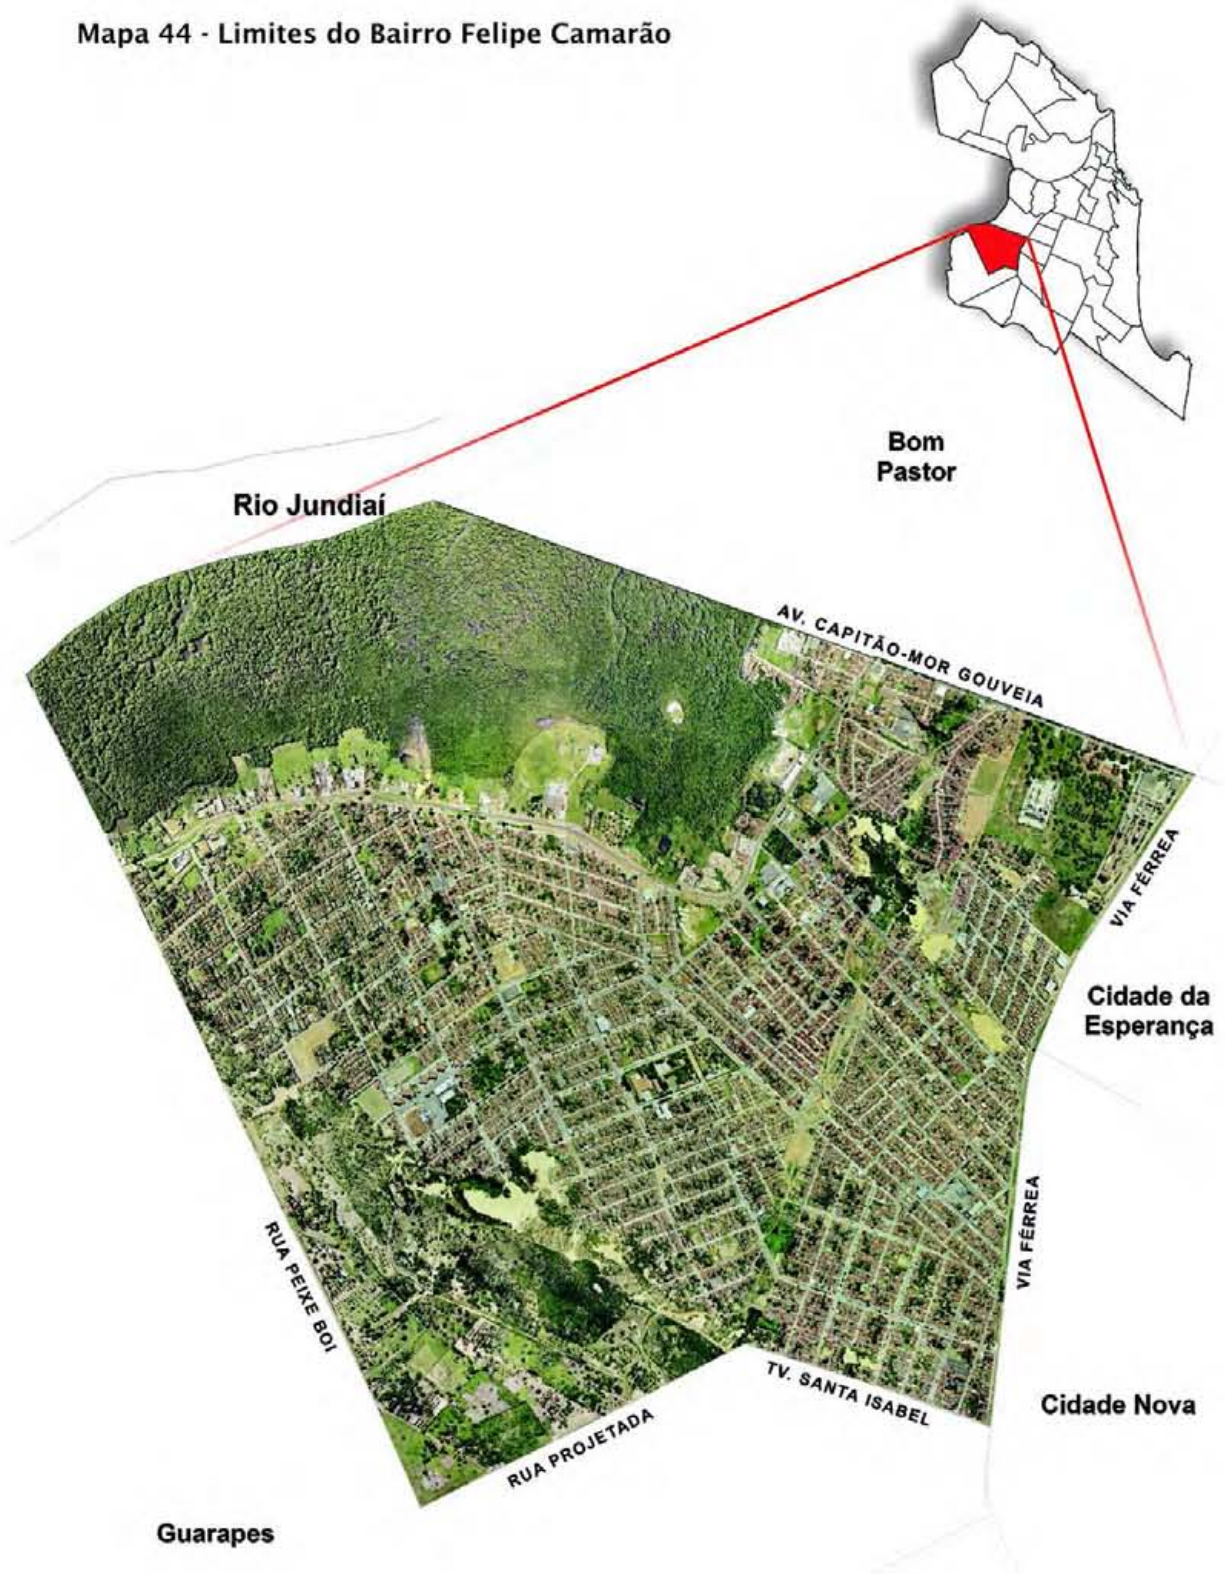 Mapa 44 - Limites do Bairro Felipe Camarão
Bom
Pastor
Rio Jundiaí
AV. CAPITÃO-MOR GOUVEIA
VIA FÉRREA
Cidade da
Esperança
VIA FÉRREA
RUA PEIXE BOI
TV. SANTA ISABEL
Cidade Nova
RUA PROJETADA
Guarapes